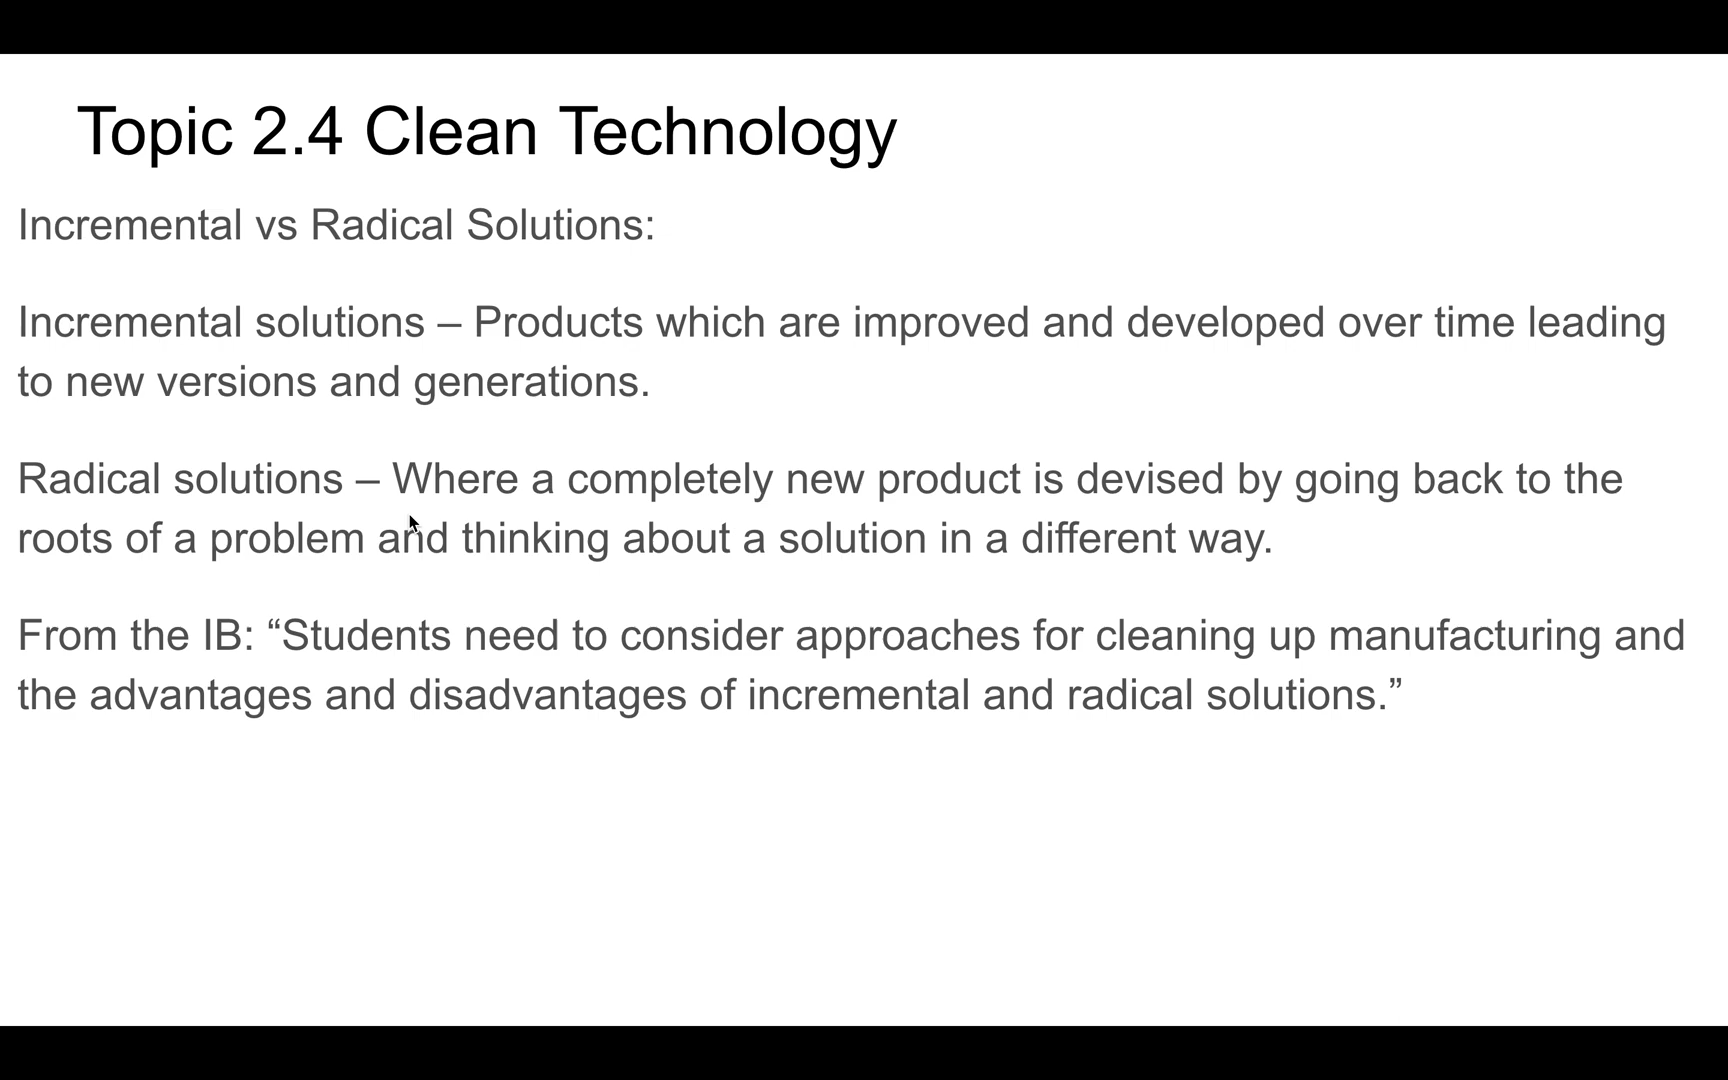 Topic 2.4 Clean Technology
Incremental vs Radical Solutions:
Incremental solutions – Products which are improved and developed over time leading
to new versions and generations.
Radical solutions – Where a completely new product is devised by going back to the
roots of a problem and thinking about a solution in a different way.
From the IB: “Students need to consider approaches for cleaning up manufacturing and
the advantages and disadvantages of incremental and radical solutions.”